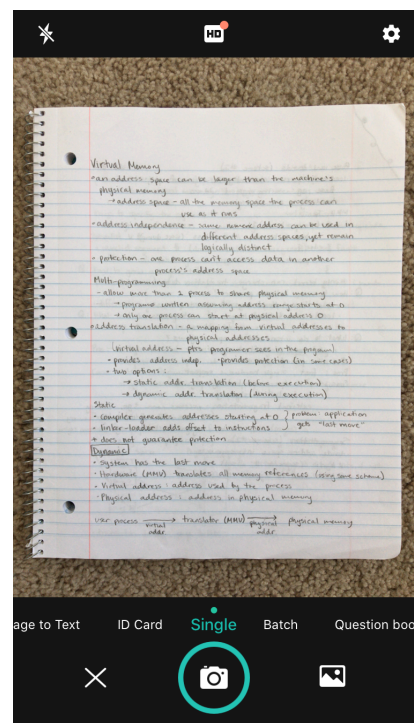 HD
Virtual Memory
• an address space can be larger than the machine's
physical memory
→ address space - all the memory space the process can
use as it runs
• address independence - same numeric address can be used in
different address spaces, yet remain
logically distinct
• protection - one process can't access data in another
process's address space
Multi-programming
- allow more than 1 process to share physical memory
→ programs written assuming address range starts at 0
→ only one process can start at physical address 0
• address translation - a mapping from virtual addresses to
physical addresses
(virtual address - ptrs programmer sees in the program)
• provides address indep. • provides protection (in some cases)
• two options:
→ static addr. translation (before execution)
→ dynamic addr. translation (during execution)
Static
• compiler generates addresses starting at 0 } problem: application
• linker-loader adds offset to instructions } gets "last move"
+ does not guarantee protection
Dynamic
• system has the last move
• Hardware (MMU) translates all memory references (using some scheme)
• Virtual address: address used by the process
• Physical address: address in physical memory
user process → translator (MMU) → physical memory
virtual addr physical addr
age to Text ID Card Single Batch Question boo